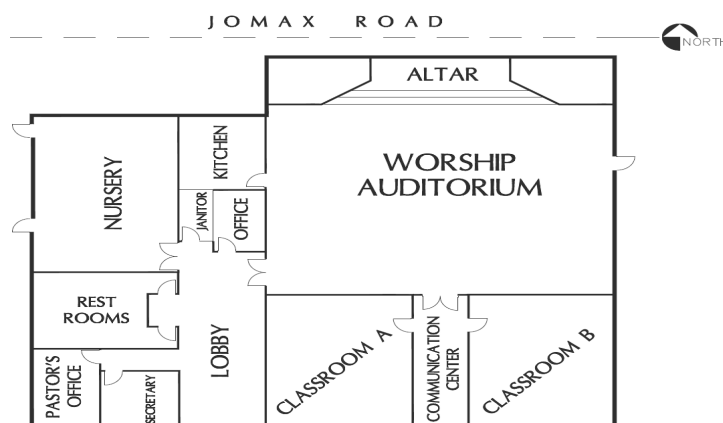 JOMAX ROAD
NORTH
ALTAR
WORSHIP
AUDITORIUM
KITCHEN
NURSERY
JANITOR
OFFICE
REST
ROOMS
LOBBY
CLASSROOM A
COMMUNICATION
CENTER
CLASSROOM B
PASTOR'S
OFFICE
SECRETARY